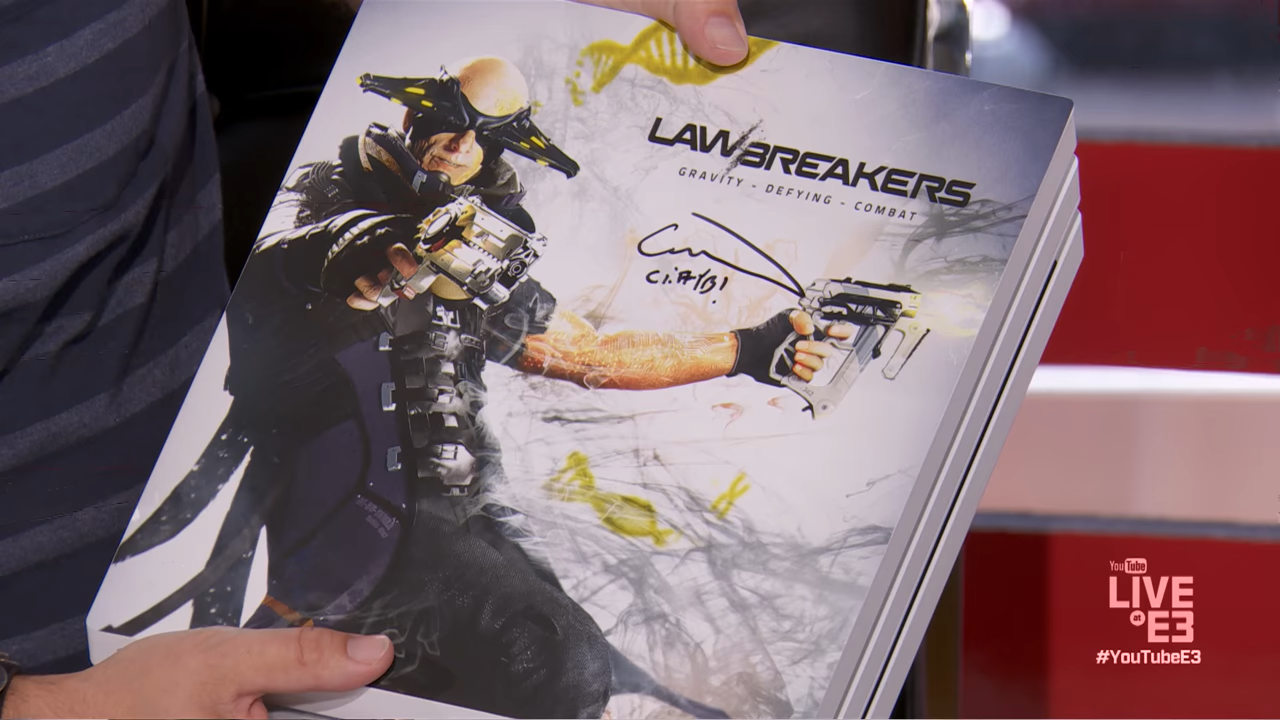 LAWBREAKERS
GRAVITY - DEFYING - COMBAT
YouTube
LIVE
at E3
#YouTubeE3